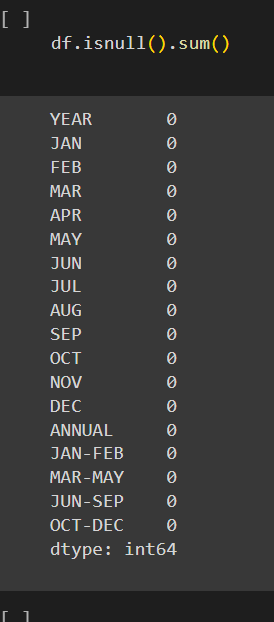 [ ]
df.isnull().sum()
YEAR 0
JAN 0
FEB 0
MAR 0
APR 0
MAY 0
JUN 0
JUL 0
AUG 0
SEP 0
OCT 0
NOV 0
DEC 0
ANNUAL 0
JAN-FEB 0
MAR-MAY 0
JUN-SEP 0
OCT-DEC 0
dtype: int64
[ ]